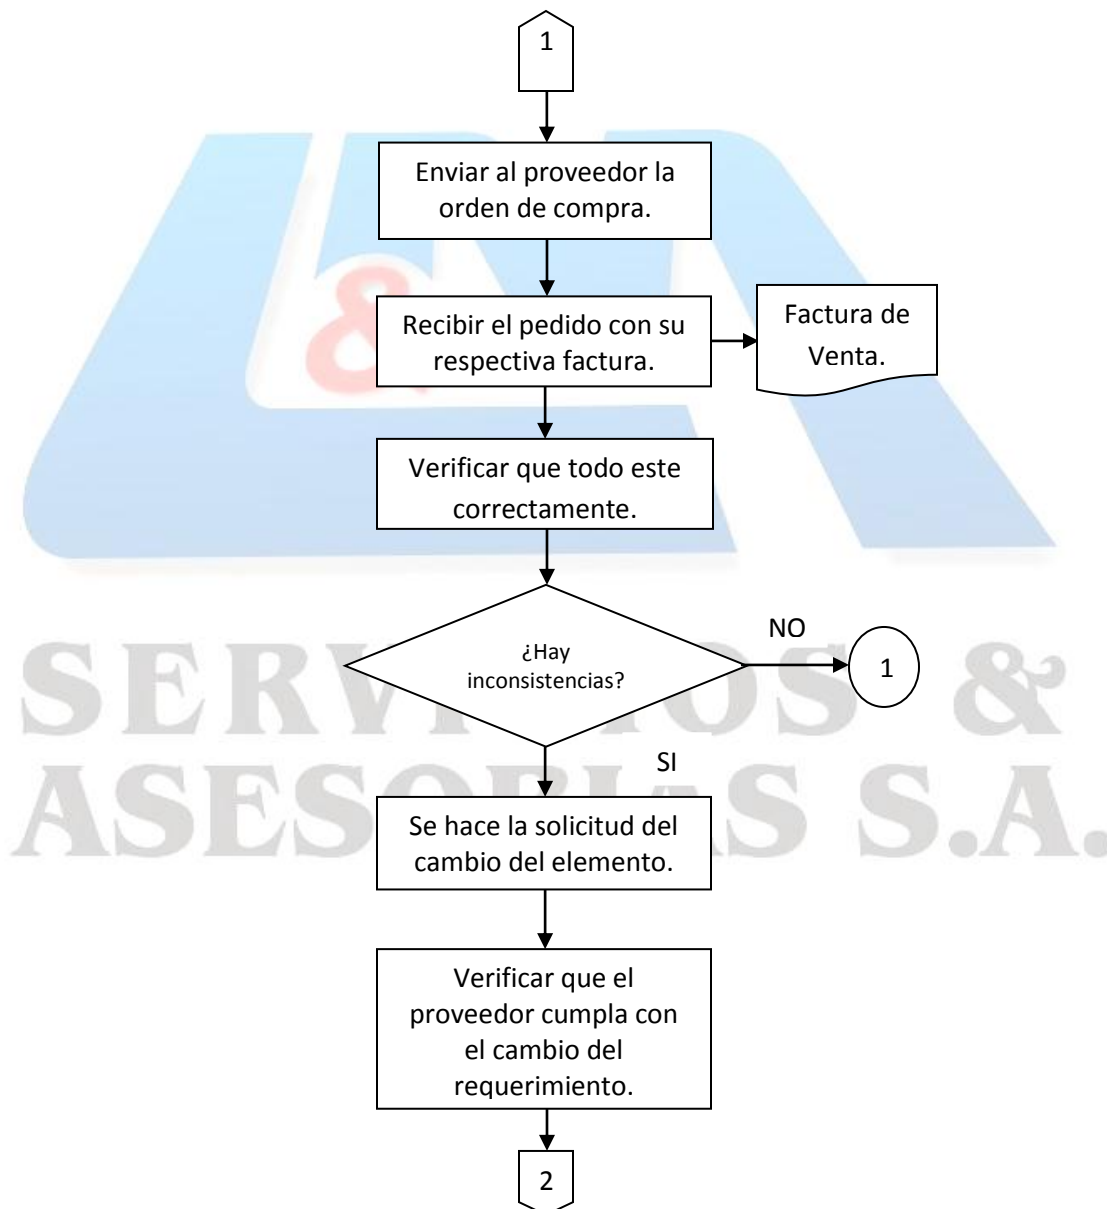 1
Enviar al proveedor la
orden de compra.
Recibir el pedido con su
respectiva factura.
Factura de
Venta.
Verificar que todo este
correctamente.
¿Hay
inconsistencias?
NO
1
SI
Se hace la solicitud del
cambio del elemento.
Verificar que el
proveedor cumpla con
el cambio del
requerimiento.
2
&
SERVICIOS &
ASESORIAS S.A.